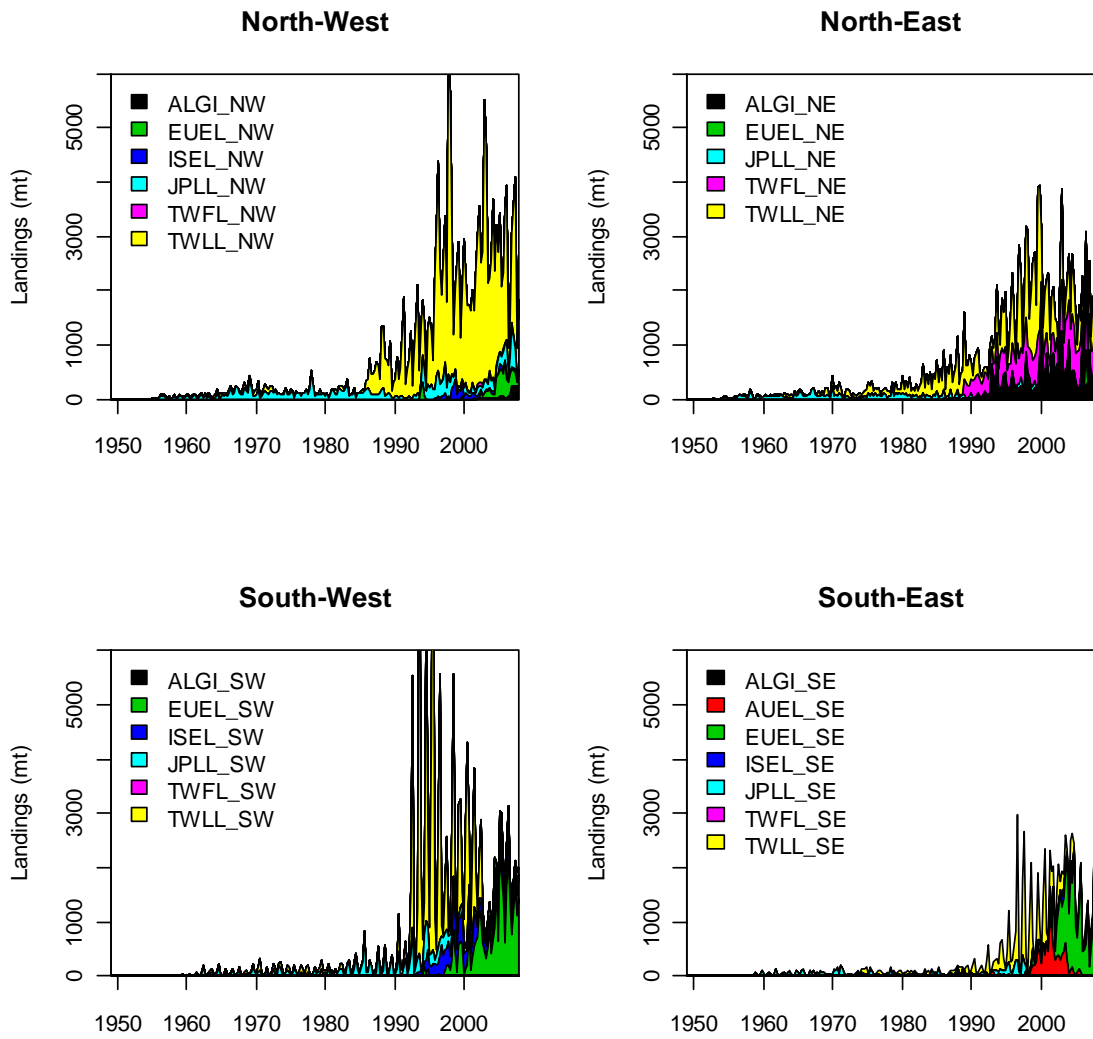 North-West
Landings (mt)
5000
3000
1000
0
ALGI_NW
EUEL_NW
ISEL_NW
JPLL_NW
TWFL_NW
TWLL_NW
1950 1960 1970 1980 1990 2000
North-East
Landings (mt)
5000
3000
1000
0
ALGI_NE
EUEL_NE
JPLL_NE
TWFL_NE
TWLL_NE
1950 1960 1970 1980 1990 2000
South-West
Landings (mt)
5000
3000
1000
0
ALGI_SW
EUEL_SW
ISEL_SW
JPLL_SW
TWFL_SW
TWLL_SW
1950 1960 1970 1980 1990 2000
South-East
Landings (mt)
5000
3000
1000
0
ALGI_SE
AUEL_SE
EUEL_SE
ISEL_SE
JPLL_SE
TWFL_SE
TWLL_SE
1950 1960 1970 1980 1990 2000